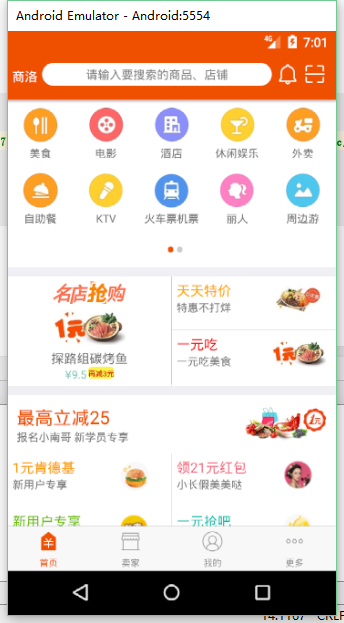 Android Emulator - Android:5554
4G 7:01
商洛 请输入要搜索的商品、店铺
美食 电影 酒店 休闲娱乐 外卖
自助餐 KTV 火车票机票 丽人 周边游
名店抢购
1元
探路组碳烤鱼
¥9.5 再减3元
天天特价
特惠不打烊
一元吃
一元吃美食
1元
最高立减25
报名小南哥 新学员专享
1元
1元肯德基
新用户专享
领21元红包
小长假美美哒
新用户专享
一元抢吧
首页 卖家 我的 更多